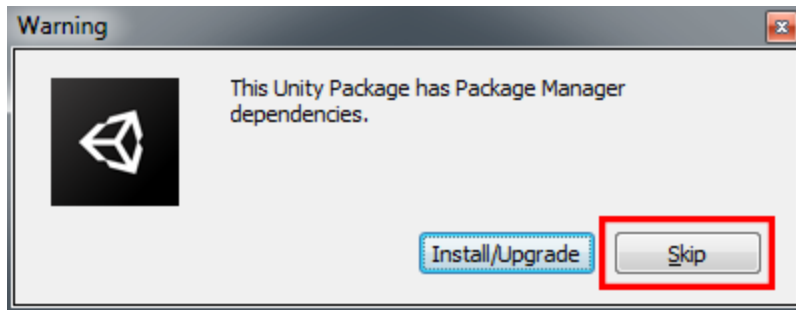 Warning
This Unity Package has Package Manager
dependencies.
Install/Upgrade
Skip